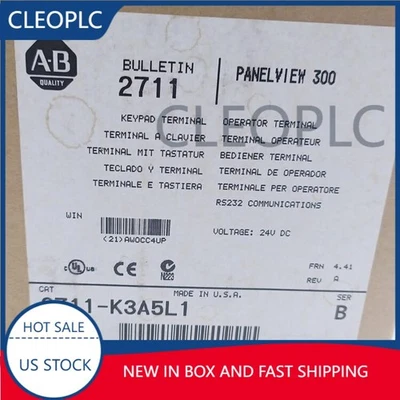 CLEOPLC
A·B
QUALITY
BULLETIN
2711
PANELVIEW 300
CLEOPLC
KEYPAD TERMINAL
OPERATOR TERMINAL
TERMINAL A CLAVIER
TERMINAL OPERATEUR
TERMINAL MIT TASTATUR
BEDIENER TERMINAL
TECLADO Y TERMINAL
TERMINAL DE OPERADOR
TERMINALE E TASTIERA
TERMINALE PER OPERATORE
RS232 COMMUNICATIONS
WIN
(21)AWOCC4UP
VOLTAGE: 24V DC
UL
US
CE
N223
FRN 4.41
REV A
CAT
MADE IN U.S.A.
SER
2711-K3A5L1
B
HOT SALE
US STOCK
NEW IN BOX AND FAST HANDING